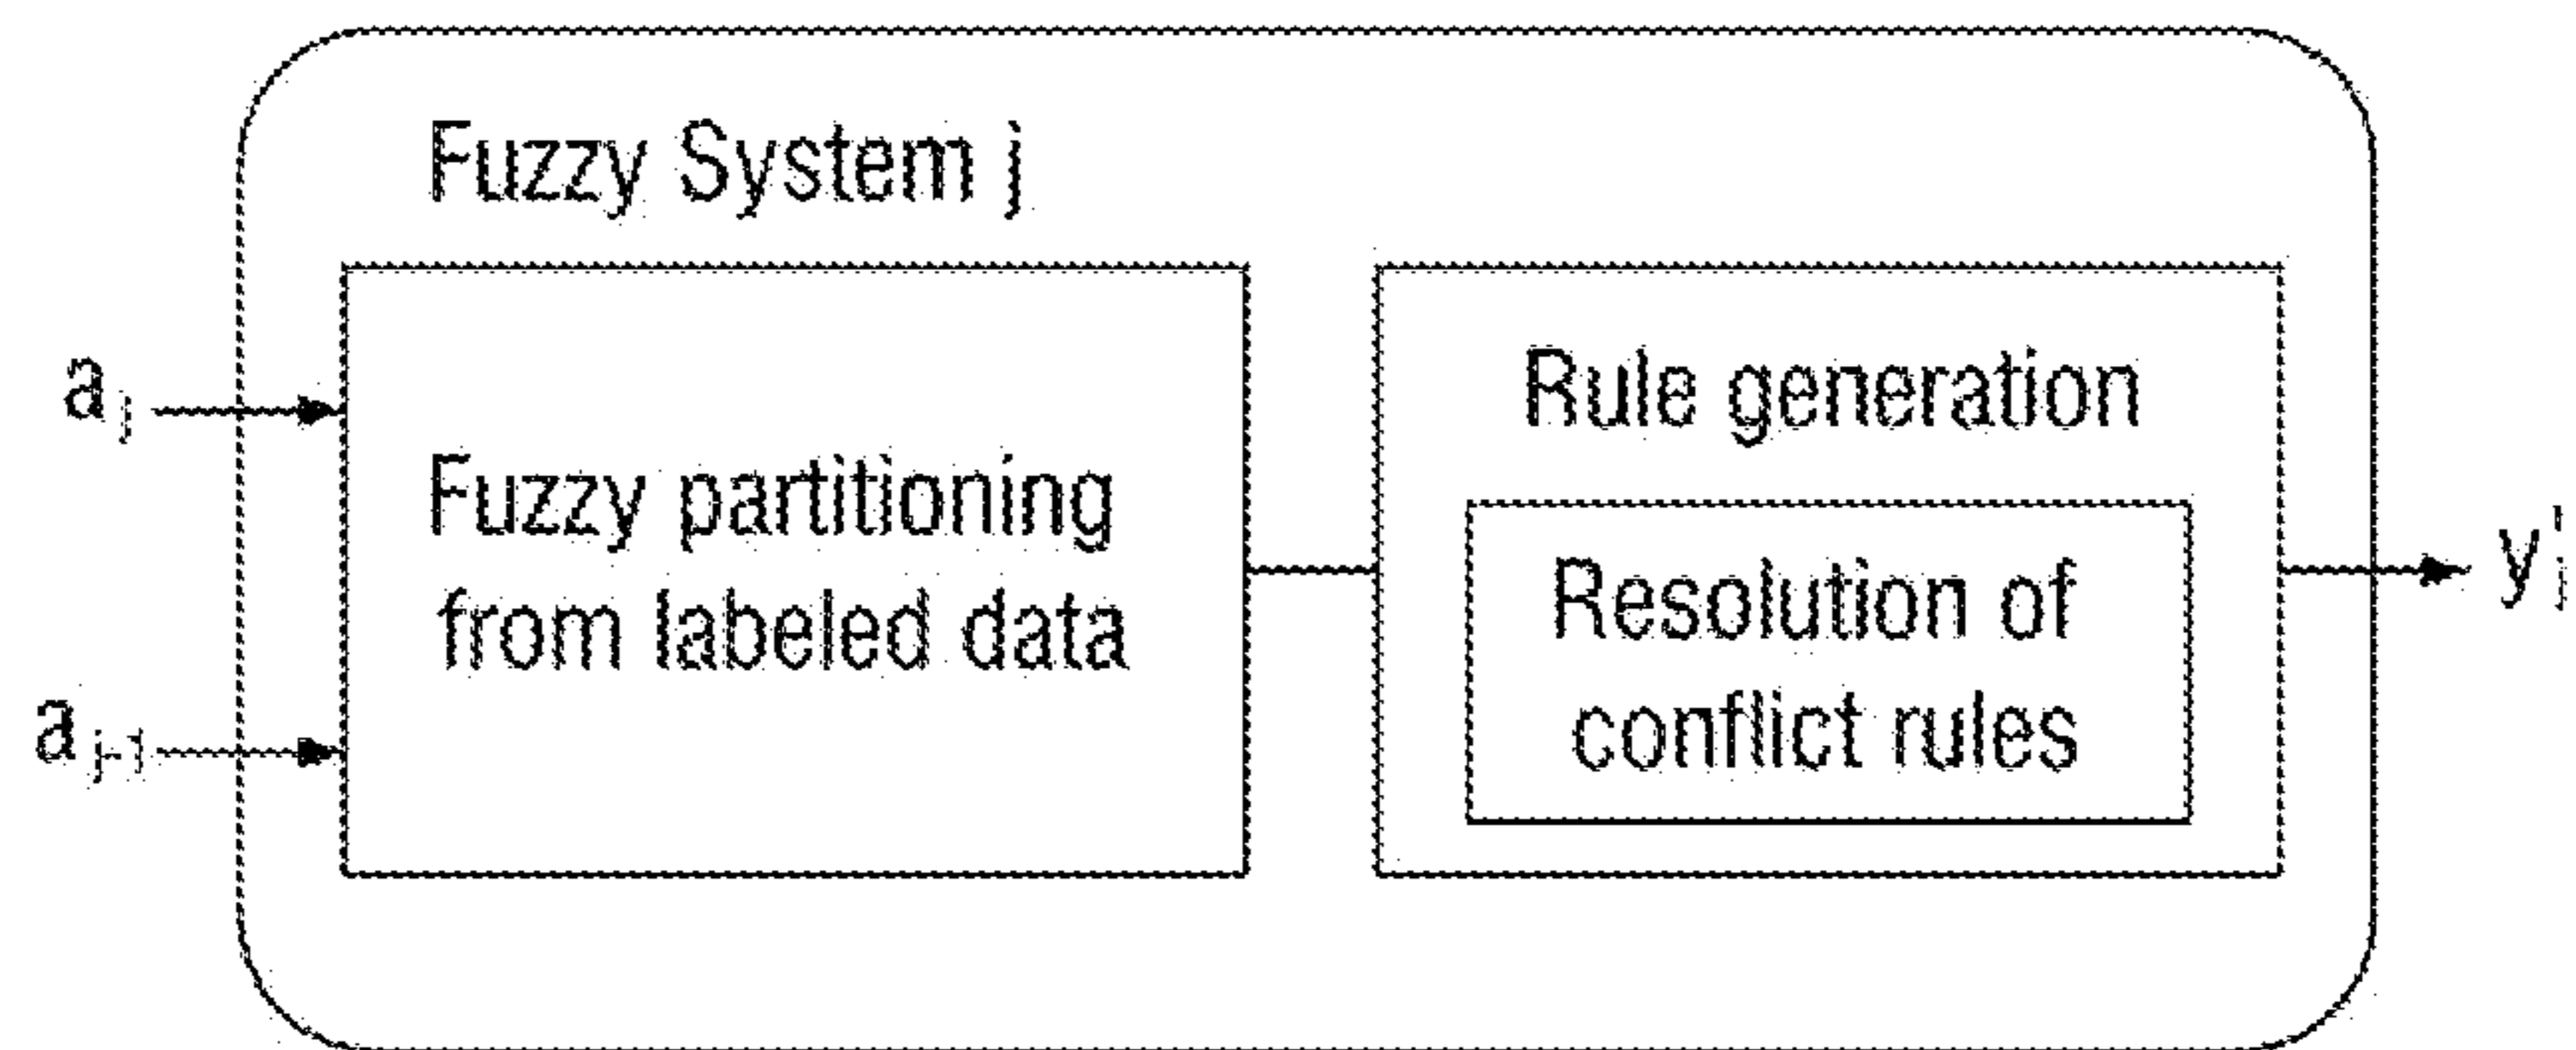 Fuzzy System j
a j
Fuzzy partitioning
from labeled data
a j-1
Rule generation
Resolution of
conflict rules
y'j